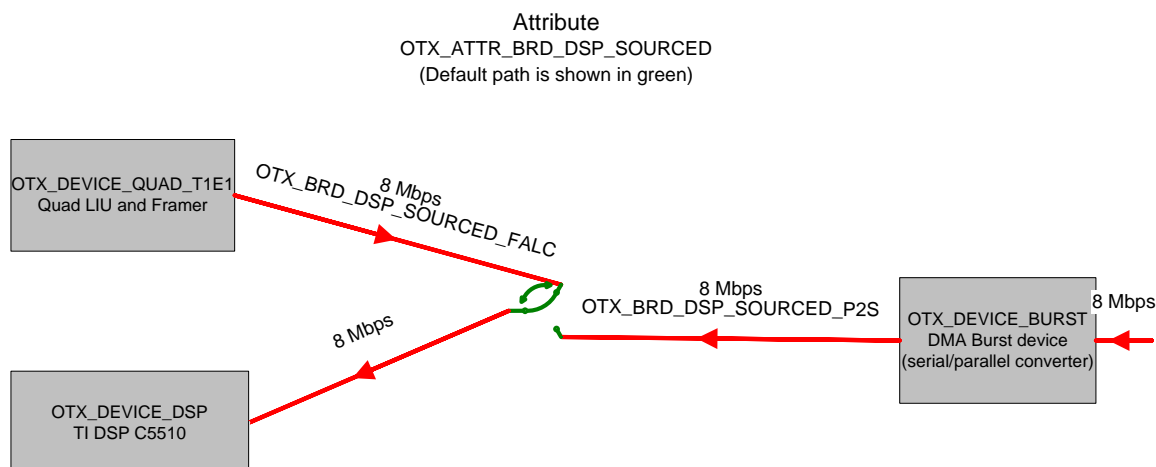 Attribute
OTX_ATTR_BRD_DSP_SOURCED
(Default path is shown in green)
OTX_DEVICE_QUAD_T1E1
Quad LIU and Framer
8 Mbps
OTX_BRD_DSP_SOURCED_FALC
8 Mbps
OTX_BRD_DSP_SOURCED_P2S
8 Mbps
OTX_DEVICE_BURST
DMA Burst device
(serial/parallel converter)
8 Mbps
OTX_DEVICE_DSP
TI DSP C5510